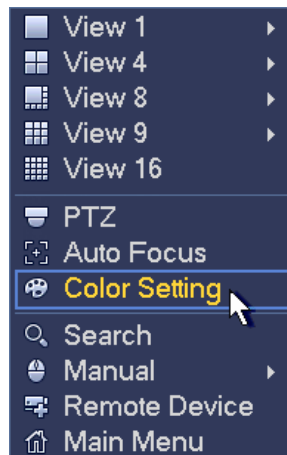 View 1
View 4
View 8
View 9
View 16
PTZ
Auto Focus
Color Setting
Search
Manual
Remote Device
Main Menu